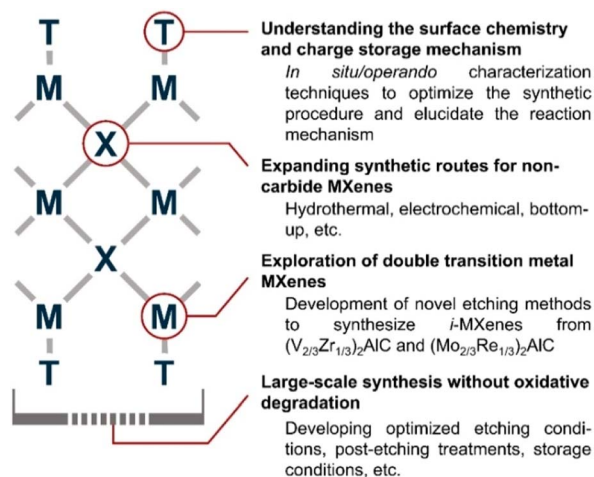 T T
M M
X
M M
X
M M
T T
Understanding the surface chemistry
and charge storage mechanism
In situ/operando characterization
techniques to optimize the synthetic
procedure and elucidate the reaction
mechanism
Expanding synthetic routes for non-
carbide MXenes
Hydrothermal, electrochemical, bottom-
up, etc.
Exploration of double transition metal
MXenes
Development of novel etching methods
to synthesize i-MXenes from
(V2/3Zr1/3)2AlC and (Mo2/3Re1/3)2AlC
Large-scale synthesis without oxidative
degradation
Developing optimized etching condi-
tions, post-etching treatments, storage
conditions, etc.